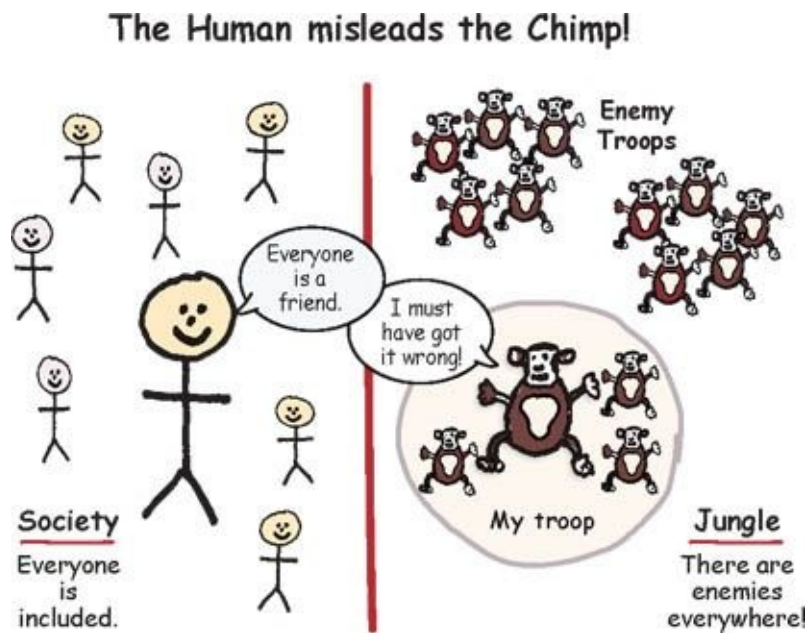 The Human misleads the Chimp!
Enemy
Troops
Everyone
is a
friend.
I must
have got
it wrong!
My troop
Society
Everyone
is
included.
Jungle
There are
enemies
everywhere!